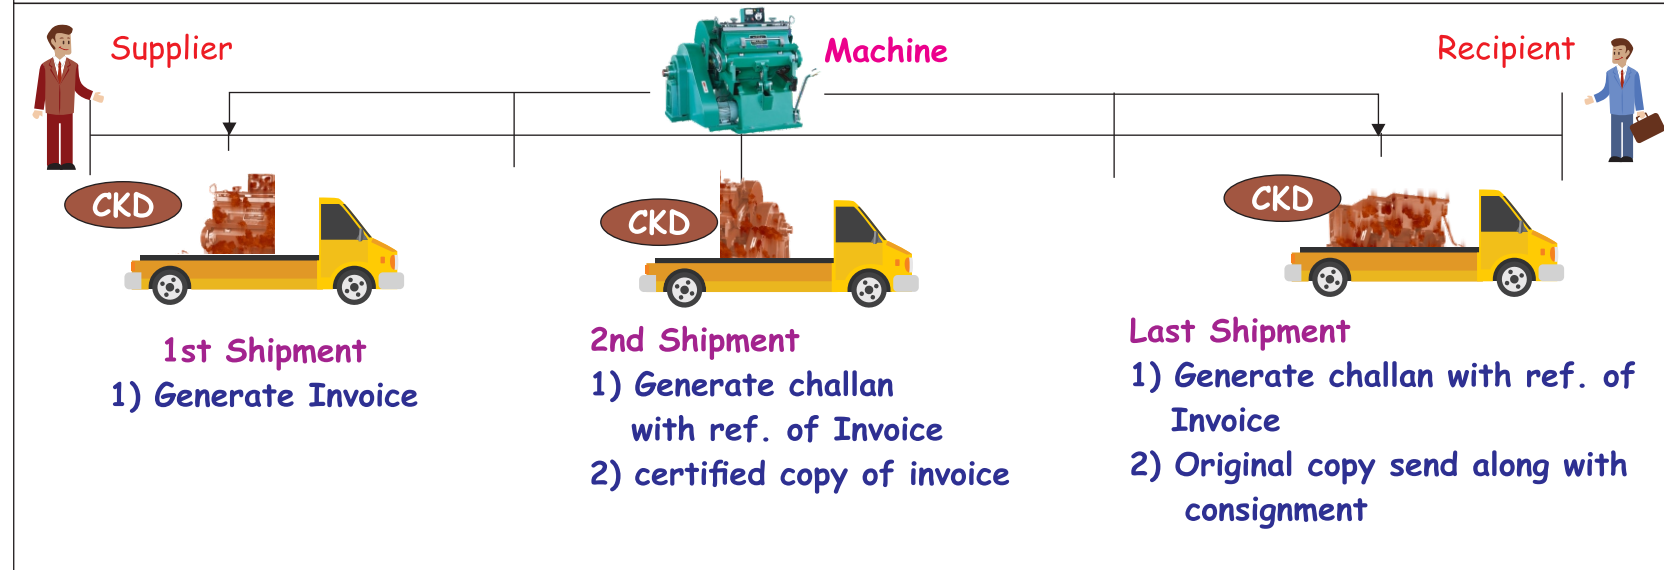 Supplier
Machine
Recipient
CKD
CKD
CKD
1st Shipment
1) Generate Invoice
2nd Shipment
1) Generate challan
with ref. of Invoice
2) certified copy of invoice
Last Shipment
1) Generate challan with ref. of
Invoice
2) Original copy send along with
consignment